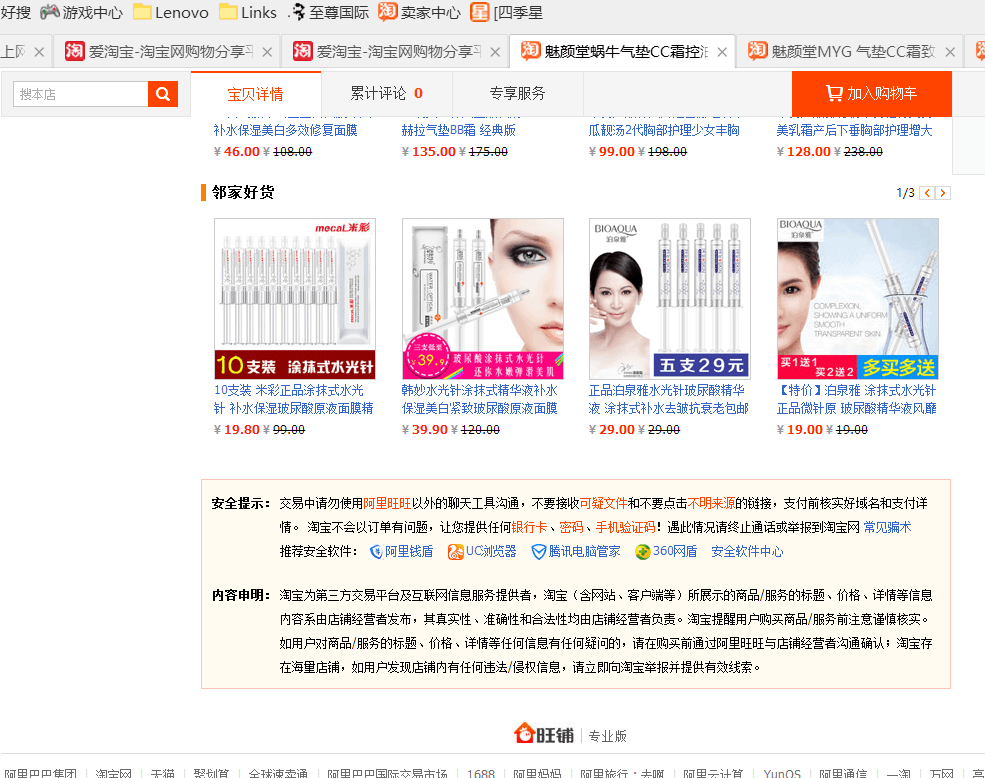 好搜 游戏中心 Lenovo Links 至尊国际 卖家中心 [四季星
上网 爱淘宝-淘宝网购物分享平 爱淘宝-淘宝网购物分享平 魅颜堂蜗牛气垫CC霜控油 魅颜堂MYG 气垫CC霜致
搜本店 宝贝详情 累计评论 0 专享服务 加入购物车
补水保湿美白多效修复面膜 赫拉气垫BB霜 经典版 瓜靓汤2代胸部护理少女丰胸 美乳霜产后下垂胸部护理增大
¥ 46.00 ¥ 108.00 ¥ 135.00 ¥ 175.00 ¥ 99.00 ¥ 198.00 ¥ 128.00 ¥ 238.00
邻家好货 1/3 < >
mecaL米彩
10支装 涂抹式水光针
三支低至
¥39.9
玻尿酸涂抹式水光针
还你水嫩弹滑美肌
BIOAQUA
泊泉雅
五支29元
BIOAQUA
泊泉雅
COMPLEXION,
SHOWING A UNIFORM
SMOOTH
TRANSPARENT SKIN
买1送1
买2送2
多买多送
10支装 米彩正品涂抹式水光 韩妙水光针涂抹式精华液补水 正品泊泉雅水光针玻尿酸精华 【特价】泊泉雅 涂抹式水光针
针 补水保湿玻尿酸原液面膜精 保湿美白紧致玻尿酸原液面膜 液 涂抹式补水去皱抗衰老包邮 正品微针原 玻尿酸精华液风靡
¥ 19.80 ¥ 99.00 ¥ 39.90 ¥ 120.00 ¥ 29.00 ¥ 29.00 ¥ 19.00 ¥ 19.00
安全提示： 交易中请勿使用阿里旺旺以外的聊天工具沟通，不要接收可疑文件和不要点击不明来源的链接，支付前核实好域名和支付详
情。 淘宝不会以订单有问题，让您提供任何银行卡、密码、手机验证码！遇此情况请终止通话或举报到淘宝网 常见骗术
推荐安全软件： 阿里钱盾 UC浏览器 腾讯电脑管家 360网盾 安全软件中心
内容申明： 淘宝为第三方交易平台及互联网信息服务提供者，淘宝（含网站、客户端等）所展示的商品/服务的标题、价格、详情等信息
内容系由店铺经营者发布，其真实性、准确性和合法性均由店铺经营者负责。淘宝提醒用户购买商品/服务前注意谨慎核实。
如用户对商品/服务的标题、价格、详情等任何信息有任何疑问的，请在购买前通过阿里旺旺与店铺经营者沟通确认；淘宝存
在海量店铺，如用户发现店铺内有任何违法/侵权信息，请立即向淘宝举报并提供有效线索。
旺铺 专业版
阿里巴巴集团 淘宝网 天猫 聚划算 全球速卖通 阿里巴巴国际交易市场 1688 阿里妈妈 阿里旅行·去啊 阿里云计算 YunOS 阿里通信 一淘 万网 高